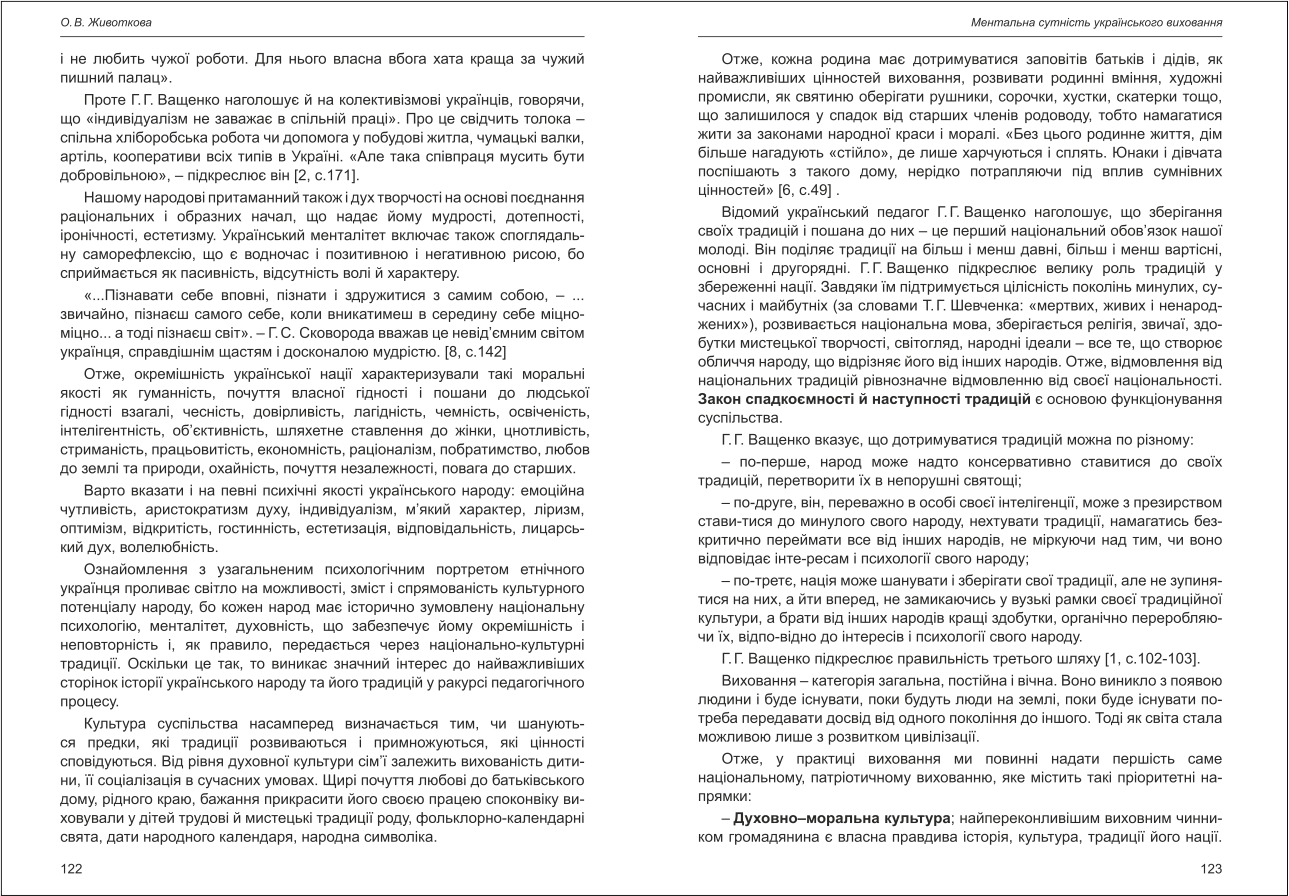 О. В. Животкова
і не любить чужої роботи. Для нього власна вбога хата краща за чужий
пишний палац».
Проте Г. Г. Ващенко наголошує й на колективізмові українців, говорячи,
що «індивідуалізм не заважає в спільній праці». Про це свідчить толока –
спільна хліборобська робота чи допомога у побудові житла, чумацькі валки,
артіль, кооперативи всіх типів в Україні. «Але така співпраця мусить бути
добровільною», – підкреслює він [2, с.171].
Нашому народові притаманний також і дух творчості на основі поєднання
раціональних і образних начал, що надає йому мудрості, дотепності,
іронічності, естетизму. Український менталітет включає також споглядаль-
ну саморефлексію, що є водночас і позитивною і негативною рисою, бо
сприймається як пасивність, відсутність волі й характеру.
«...Пізнавати себе вповні, пізнати і здружитися з самим собою, – ...
звичайно, пізнаєш самого себе, коли вникатимеш в середину себе міцно-
міцно... а тоді пізнаєш світ». – Г. С. Сковорода вважав це невід’ємним світом
українця, справдішнім щастям і досконалою мудрістю. [8, с.142]
Отже, окремішність української нації характеризували такі моральні
якості як гуманність, почуття власної гідності і пошани до людської
гідності взагалі, чесність, довірливість, лагідність, чемність, освіченість,
інтелігентність, об’єктивність, шляхетне ставлення до жінки, цнотливість,
стриманість, працьовитість, економність, раціоналізм, побратимство, любов
до землі та природи, охайність, почуття незалежності, повага до старших.
Варто вказати і на певні психічні якості українського народу: емоційна
чутливість, аристократизм духу, індивідуалізм, м’який характер, ліризм,
оптимізм, відкритість, гостинність, естетизація, відповідальність, лицарсь-
кий дух, волелюбність.
Ознайомлення з узагальненим психологічним портретом етнічного
українця проливає світло на можливості, зміст і спрямованість культурного
потенціалу народу, бо кожен народ має історично зумовлену національну
психологію, менталітет, духовність, що забезпечує йому окремішність і
неповторність і, як правило, передається через національно-культурні
традиції. Оскільки це так, то виникає значний інтерес до найважливіших
сторінок історії українського народу та його традицій у ракурсі педагогічного
процесу.
Культура суспільства насамперед визначається тим, чи шанують-
ся предки, які традиції розвиваються і примножуються, які цінності
сповідуються. Від рівня духовної культури сім’ї залежить вихованість дити-
ни, її соціалізація в сучасних умовах. Щирі почуття любові до батьківського
дому, рідного краю, бажання прикрасити його своєю працею споконвіку ви-
ховували у дітей трудові й мистецькі традиції роду, фольклорно-календарні
свята, дати народного календаря, народна символіка.
122
Ментальна сутність українського виховання
Отже, кожна родина має дотримуватися заповітів батьків і дідів, як
найважливіших цінностей виховання, розвивати родинні вміння, художні
промисли, як святиню оберігати рушники, сорочки, хустки, скатерки тощо,
що залишилося у спадок від старших членів родоводу, тобто намагатися
жити за законами народної краси і моралі. «Без цього родинне життя, дім
більше нагадують «стійло», де лише харчуються і сплять. Юнаки і дівчата
поспішають з такого дому, нерідко потрапляючи під вплив сумнівних
цінностей» [6, с.49] .
Відомий український педагог Г. Г. Ващенко наголошує, що зберігання
своїх традицій і пошана до них – це перший національний обов’язок нашої
молоді. Він поділяє традиції на більш і менш давні, більш і менш вартісні,
основні і другорядні. Г. Г. Ващенко підкреслює велику роль традицій у
збереженні нації. Завдяки їм підтримується цілісність поколінь минулих, су-
часних і майбутніх (за словами Т. Г. Шевченка: «мертвих, живих і ненарод-
жених»), розвивається національна мова, зберігається релігія, звичаї, здо-
бутки мистецької творчості, світогляд, народні ідеали – все те, що створює
обличчя народу, що відрізняє його від інших народів. Отже, відмовлення від
національних традицій рівнозначне відмовленню від своєї національності.
Закон спадкоємності й наступності традицій є основою функціонування
суспільства.
Г. Г. Ващенко вказує, що дотримуватися традицій можна по різному:
– по-перше, народ може надто консервативно ставитися до своїх
традицій, перетворити їх в непорушні святощі;
– по-друге, він, переважно в особі своєї інтелігенції, може з презирством
стави-тися до минулого свого народу, нехтувати традиції, намагатись без-
критично переймати все від інших народів, не міркуючи над тим, чи воно
відповідає інте-ресам і психології свого народу;
– по-третє, нація може шанувати і зберігати свої традиції, але не зупиня-
тися на них, а йти вперед, не замикаючись у вузькі рамки своєї традиційної
культури, а брати від інших народів кращі здобутки, органічно переробляю-
чи їх, відпо-відно до інтересів і психології свого народу.
Г. Г. Ващенко підкреслює правильність третього шляху [1, с.102-103].
Виховання – категорія загальна, постійна і вічна. Воно виникло з появою
людини і буде існувати, поки будуть люди на землі, поки буде існувати по-
треба передавати досвід від одного покоління до іншого. Тоді як світа стала
можливою лише з розвитком цивілізації.
Отже, у практиці виховання ми повинні надати першість саме
національному, патріотичному вихованню, яке містить такі пріоритетні на-
прямки:
– Духовно–моральна культура; найпереконливішим виховним чинни-
ком громадянина є власна правдива історія, культура, традиції його нації.
123